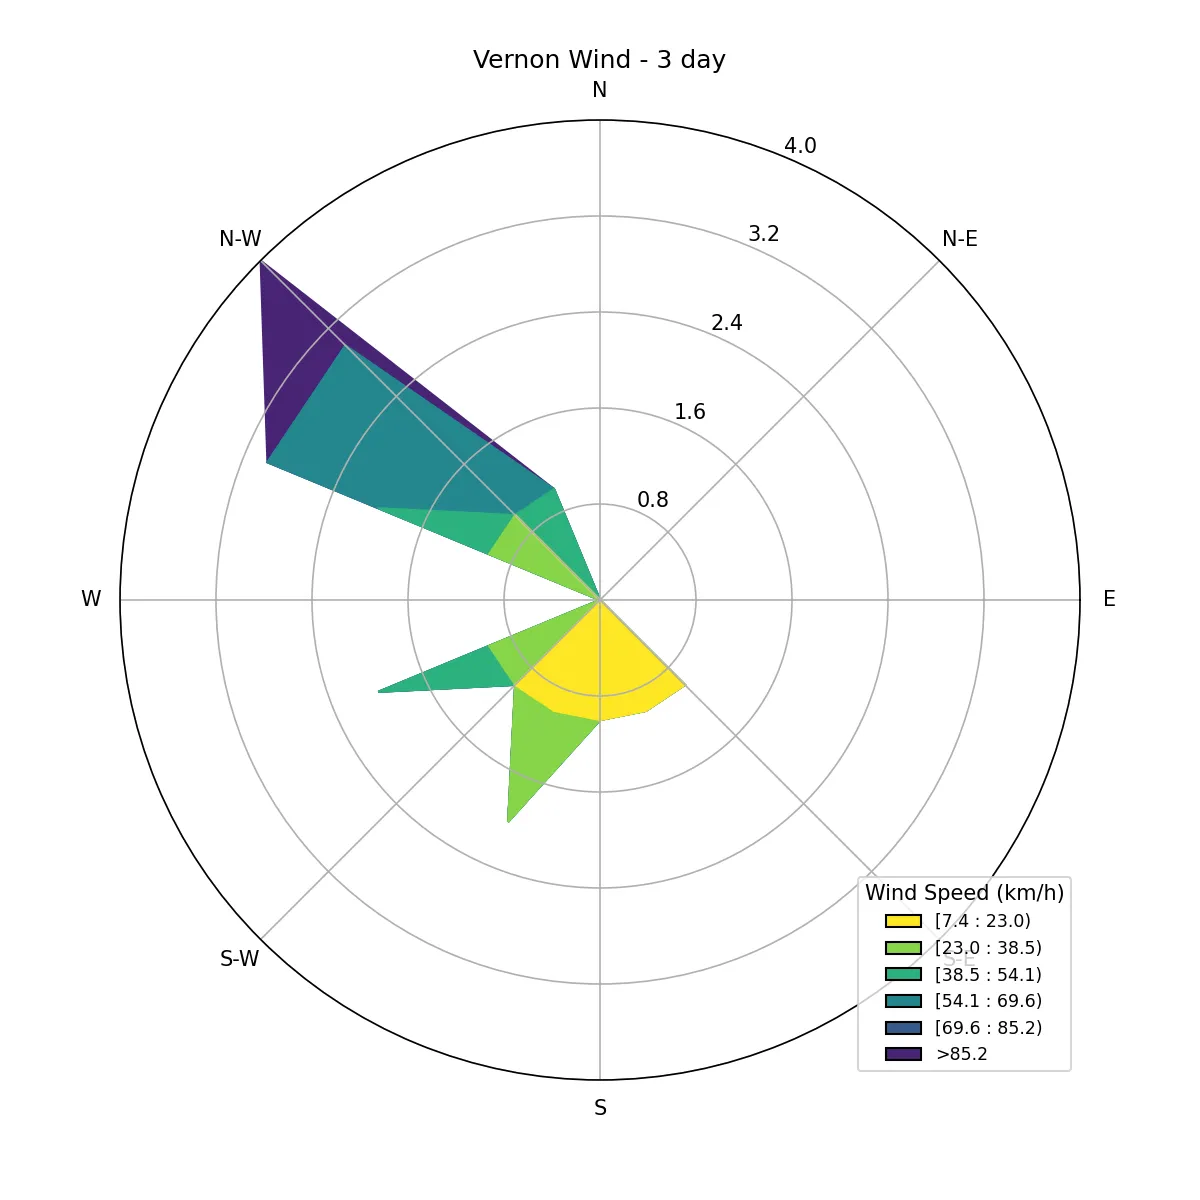 Vernon Wind - 3 day
N
4.0
N-W
N-E
3.2
2.4
1.6
0.8
W
E
S-W
S-E
S
Wind Speed (km/h)
[7.4 : 23.0)
[23.0 : 38.5)
[38.5 : 54.1)
[54.1 : 69.6)
[69.6 : 85.2)
>85.2